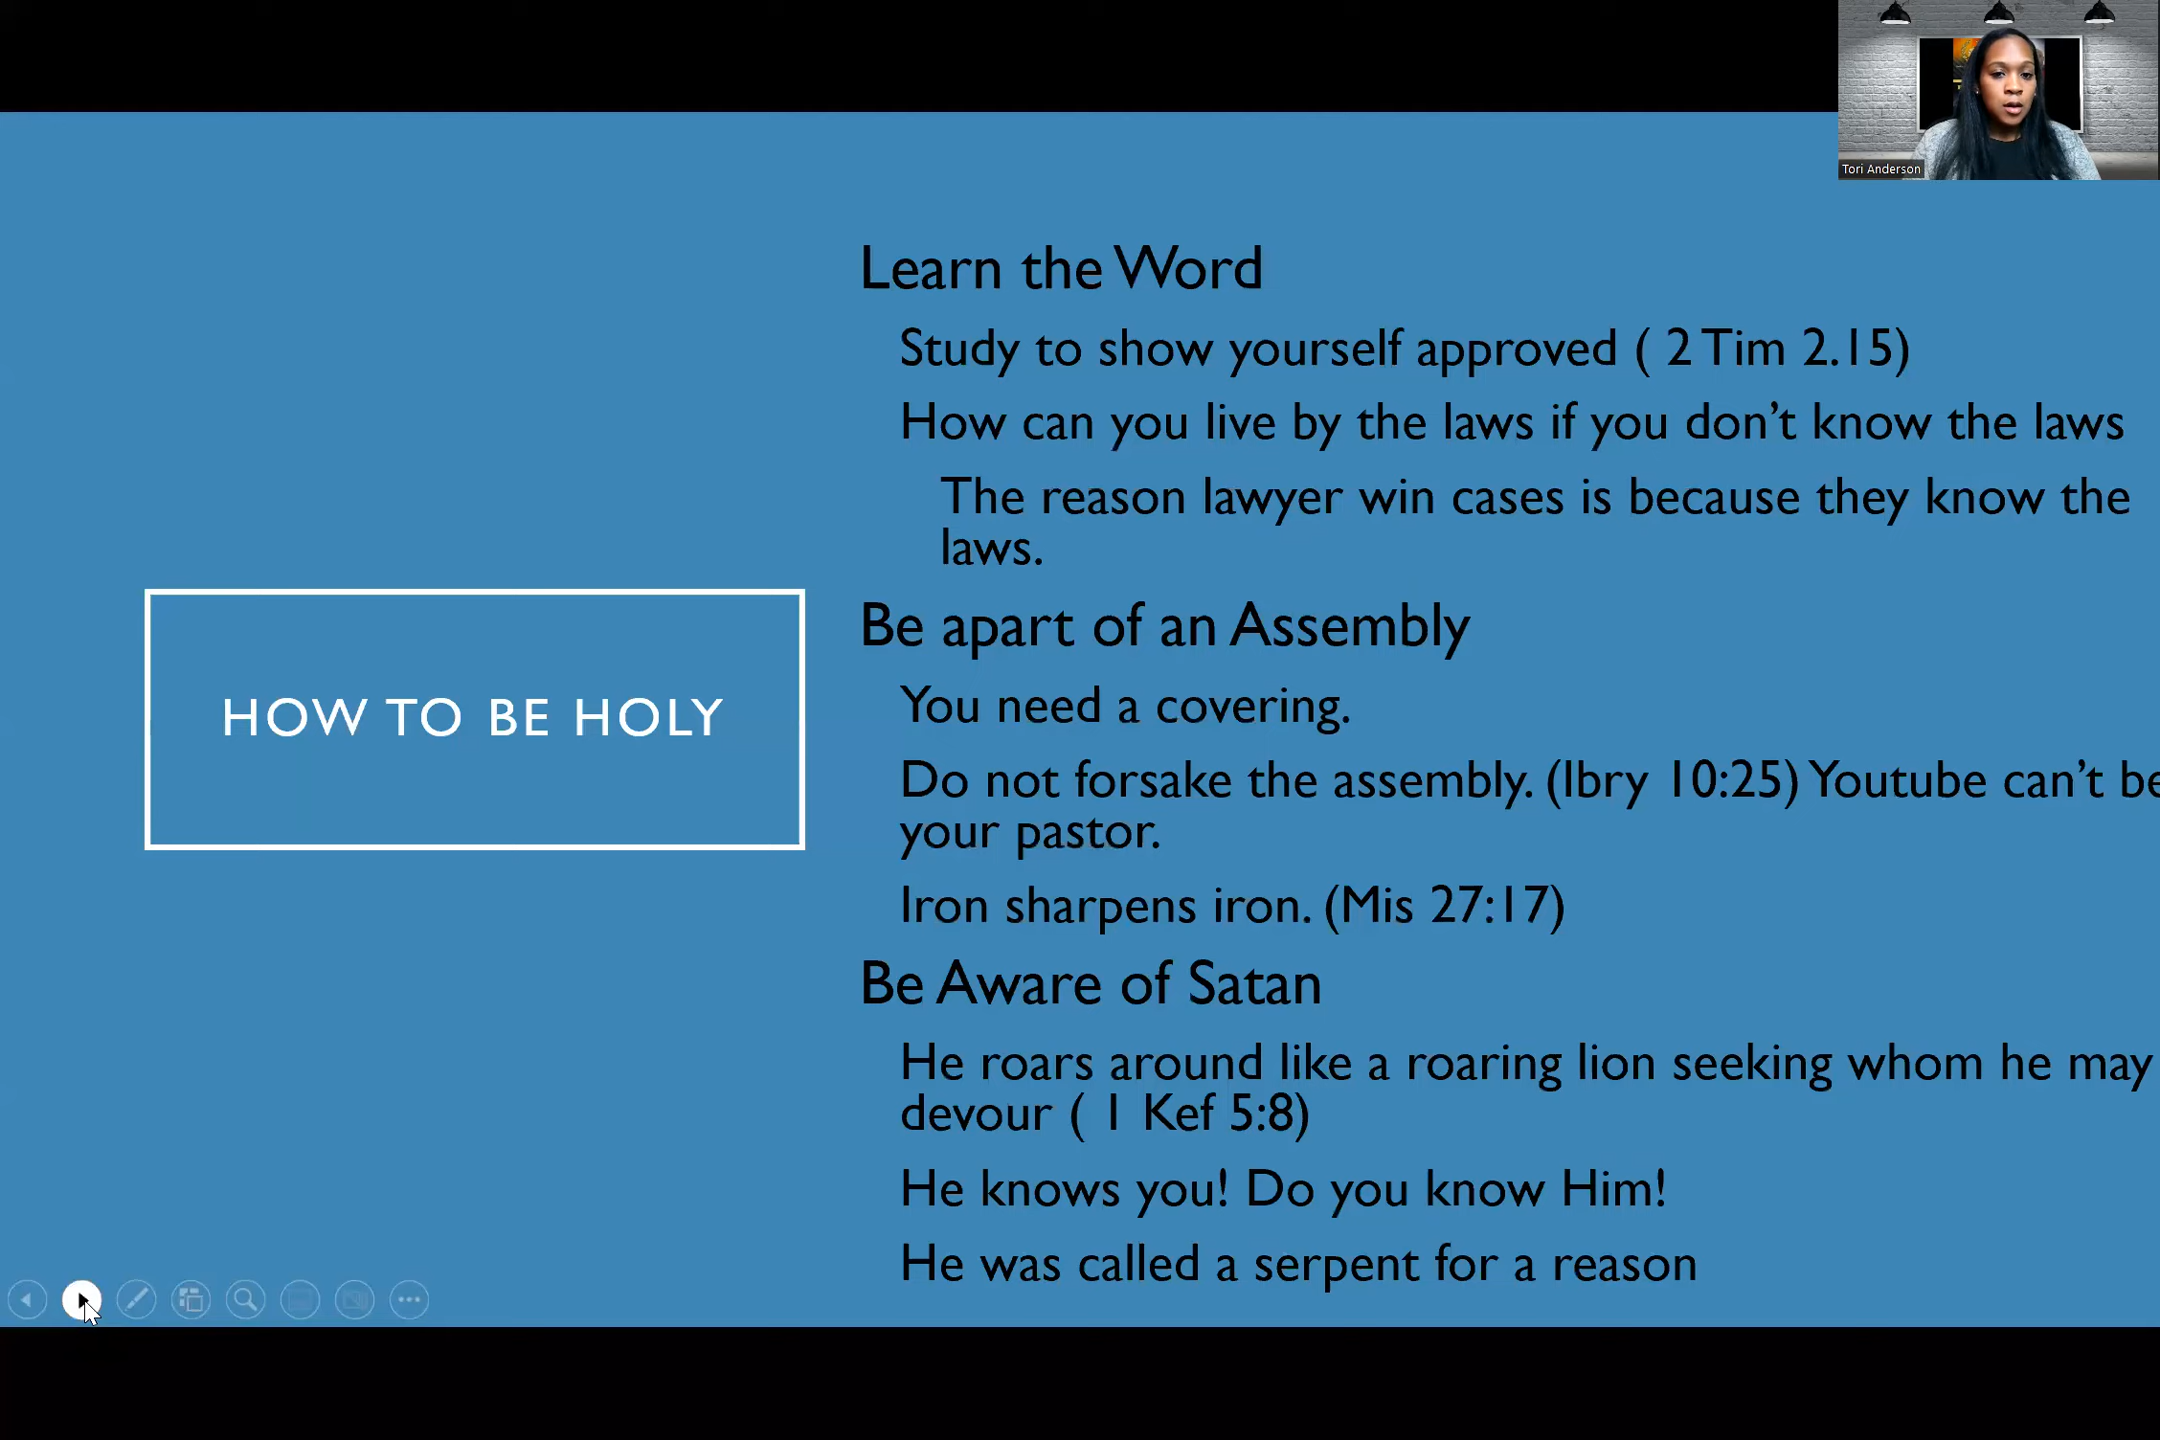 Tori Anderson
Learn the Word
Study to show yourself approved ( 2 Tim 2.15)
How can you live by the laws if you don't know the laws
The reason lawyer win cases is because they know the
laws.
Be apart of an Assembly
You need a covering.
Do not forsake the assembly. (Ibry 10:25) Youtube can't be
your pastor.
Iron sharpens iron. (Mis 27:17)
Be Aware of Satan
He roars around like a roaring lion seeking whom he may
devour ( 1 Kef 5:8)
He knows you! Do you know Him!
He was called a serpent for a reason
HOW TO BE HOLY